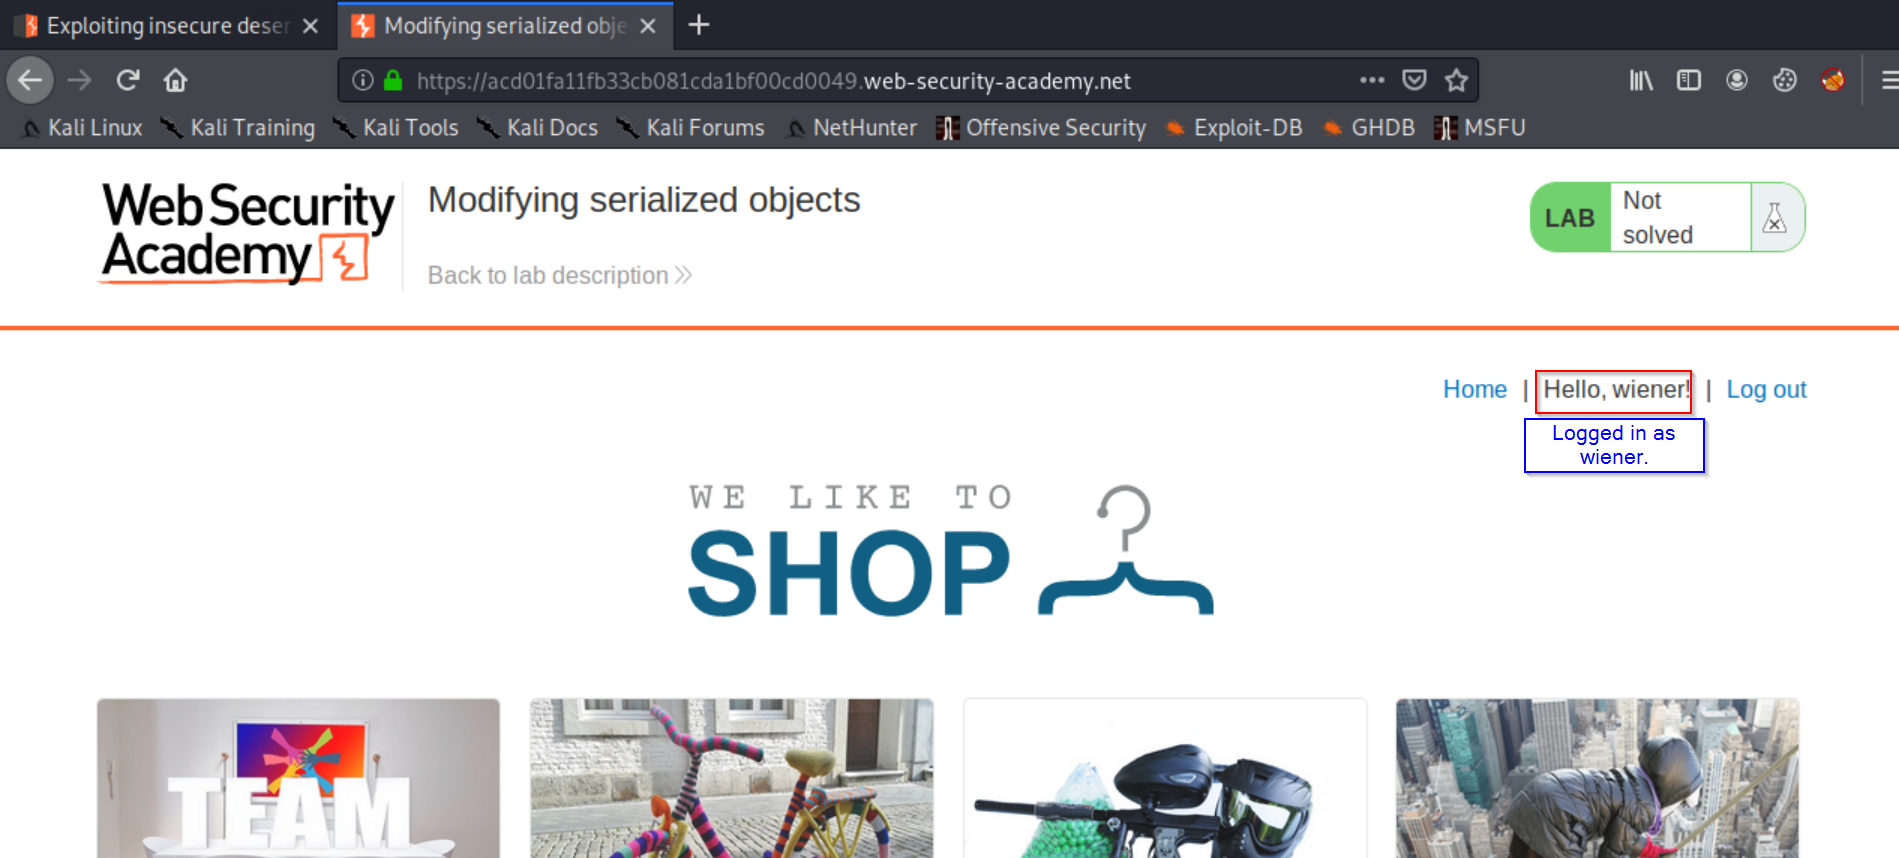 Exploiting insecure deser
Modifying serialized obje
https://acd01fa11fb33cb081cda1bf00cd0049.web-security-academy.net
Kali Linux Kali Training Kali Tools Kali Docs Kali Forums NetHunter Offensive Security Exploit-DB GHDB MSFU
Web Security
Academy
Modifying serialized objects
Back to lab description
LAB
Not
solved
Home | Hello, wiener! | Log out
Logged in as
wiener.
WE LIKE TO
SHOP
TEAM